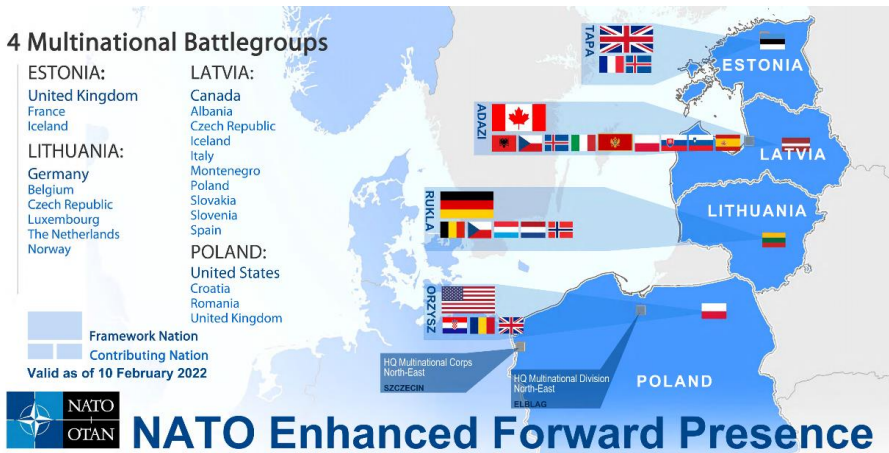 4 Multinational Battlegroups
ESTONIA:
United Kingdom
France
Iceland
LITHUANIA:
Germany
Belgium
Czech Republic
Luxembourg
The Netherlands
Norway
LATVIA:
Canada
Albania
Czech Republic
Iceland
Italy
Montenegro
Poland
Slovakia
Slovenia
Spain
POLAND:
United States
Croatia
Romania
United Kingdom
Framework Nation
Contributing Nation
Valid as of 10 February 2022
TAPA
ESTONIA
ADAZI
LATVIA
RUKLA
LITHUANIA
ORZYSZ
HQ Multinational Corps
North-East
SZCZECIN
HQ Multinational Division
North-East
ELBLAG
POLAND
NATO
OTAN
NATO Enhanced Forward Presence